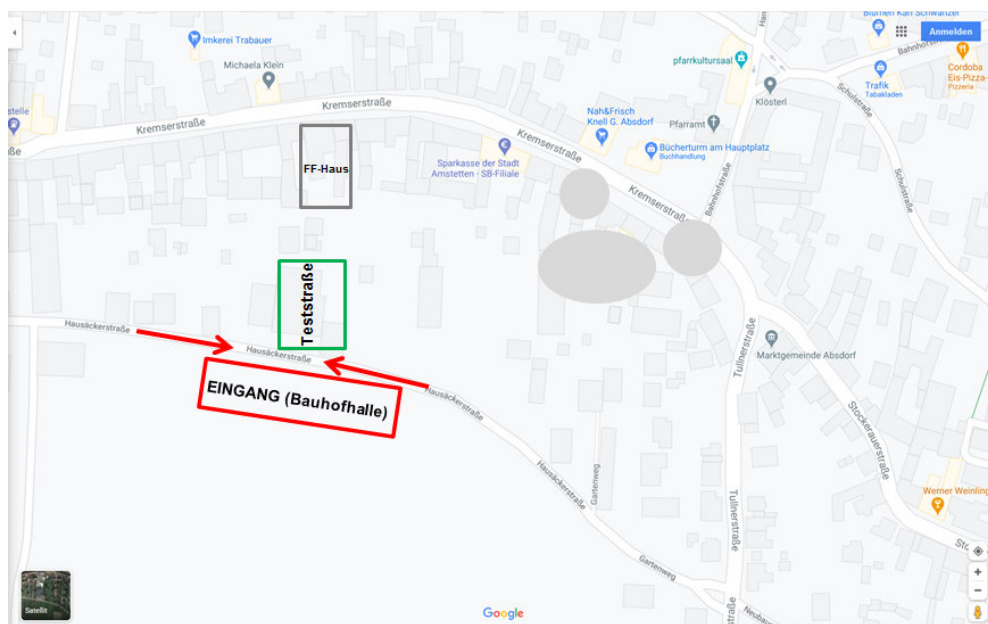 Blumen Karl Schwanzer
Anmelden
Imkerei Trabauer
Michaela Klein
pfarrkultursaal
Bahnhofstraße
Cordoba
Eis-Pizza-
Pizzeria
Trafik
Tabakladen
Klösterl
Schulstraße
Kremserstraße
Kremserstraße
Kremserstraße
Nah&Frisch
Knell G. Absdorf
Pfarramt
Bücherturm am Hauptplatz
Buchhandlung
Sparkasse der Stadt
Amstetten - SB-Filiale
FF-Haus
Kremserstraße
Bahnhofstraße
Schulstraße
Teststraße
Hausäckerstraße
Hausäckerstraße
EINGANG (Bauhofhalle)
Hausäckerstraße
Tullnerstraße
Marktgemeinde Absdorf
Stockerauerstraße
Hausäckerstraße
Gartenweg
Tullnerstraße
Werner Weinling
Gartenweg
Satellit
Google